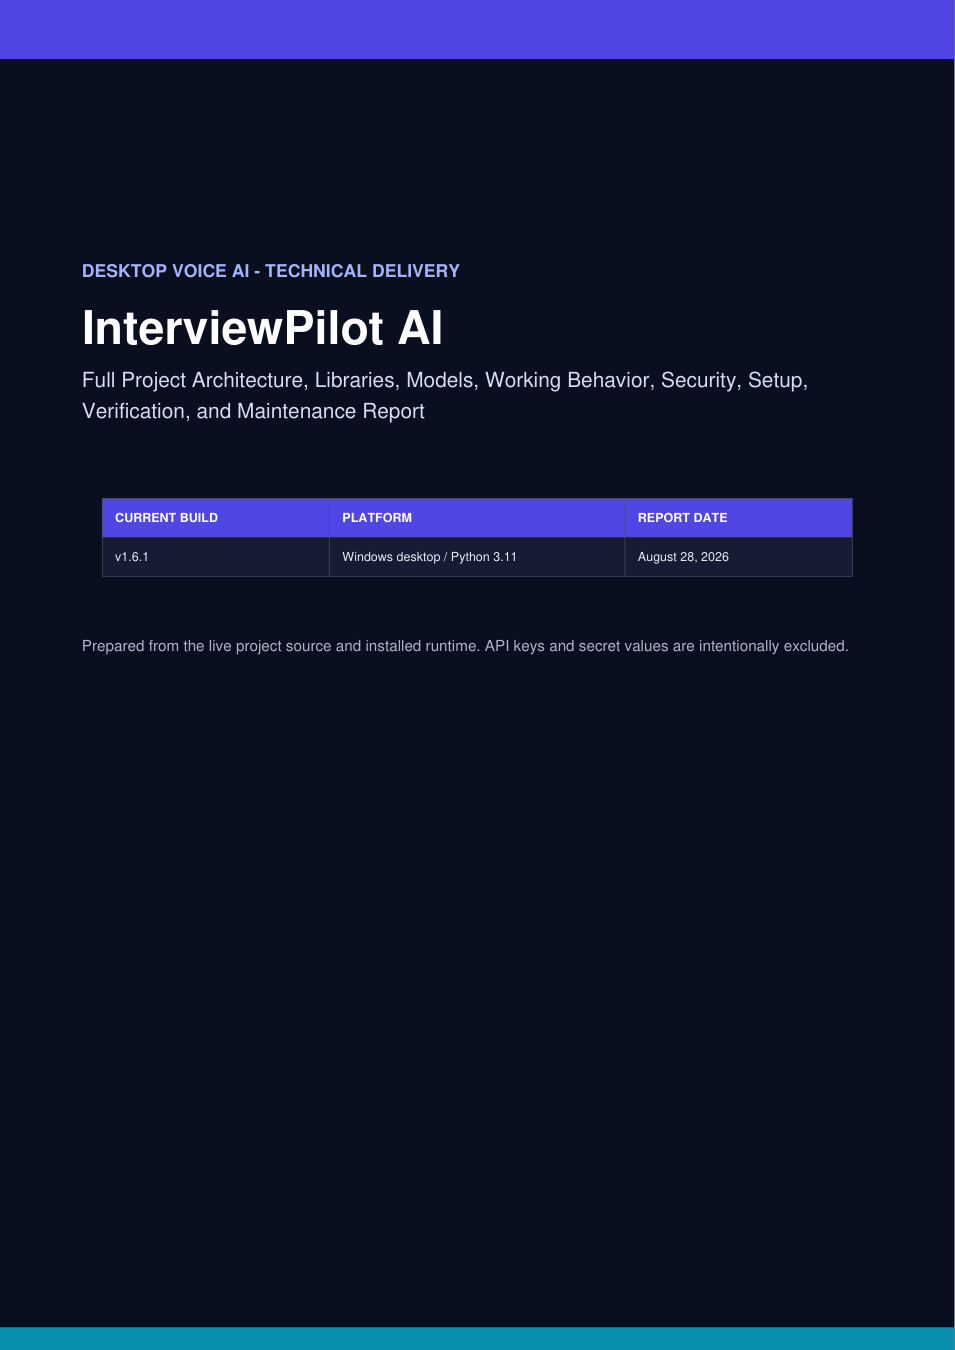 DESKTOP VOICE AI - TECHNICAL DELIVERY
InterviewPilot AI
Full Project Architecture, Libraries, Models, Working Behavior, Security, Setup,
Verification, and Maintenance Report
CURRENT BUILD PLATFORM REPORT DATE
v1.6.1 Windows desktop / Python 3.11 August 28, 2026
Prepared from the live project source and installed runtime. API keys and secret values are intentionally excluded.